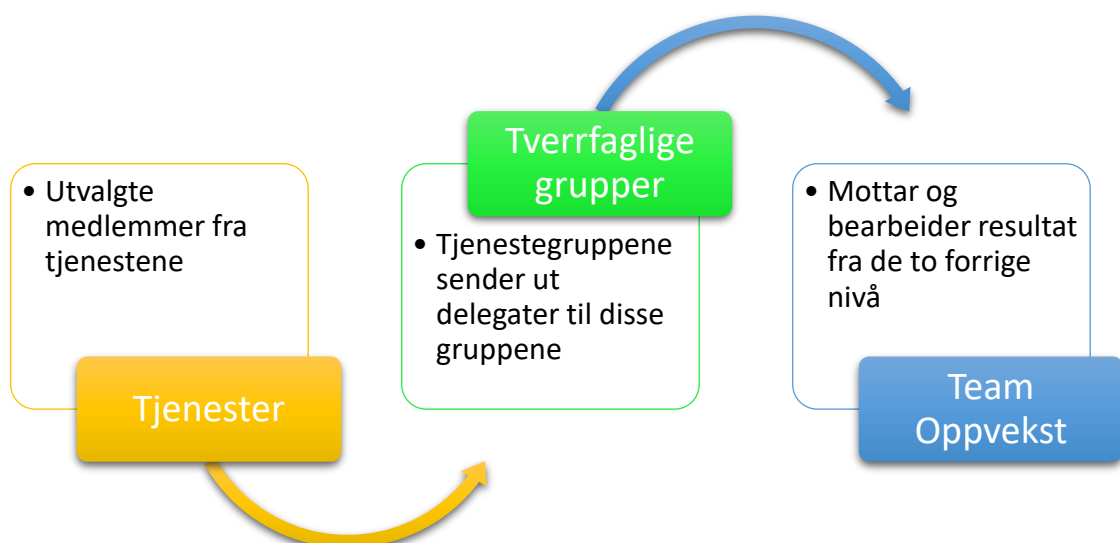 • Utvalgte
medlemmer fra
tjenestene
Tjenester
Tverrfaglige
grupper
• Tjenestegruppene
sender ut
delegater til disse
gruppene
• Mottar og
bearbeider resultat
fra de to forrige
nivå
Team
Oppvekst